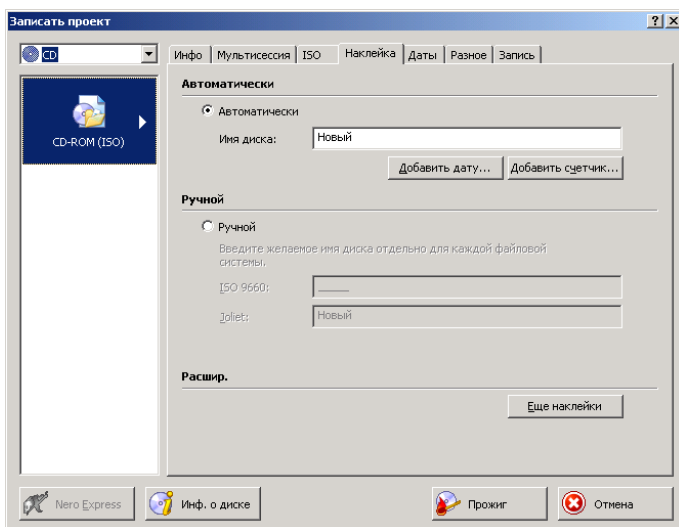 Записать проект
CD
CD-ROM (ISO)
Инфо Мультисессия ISO Наклейка Даты Разное Запись
Автоматически
Автоматически
Имя диска: Новый
Добавить дату... Добавить счетчик...
Ручной
Ручной
Введите желаемое имя диска отдельно для каждой файловой
системы.
ISO 9660: _____
Joliet: Новый
Расшир.
Еще наклейки
Nero Express Инф. о диске Прожиг Отмена